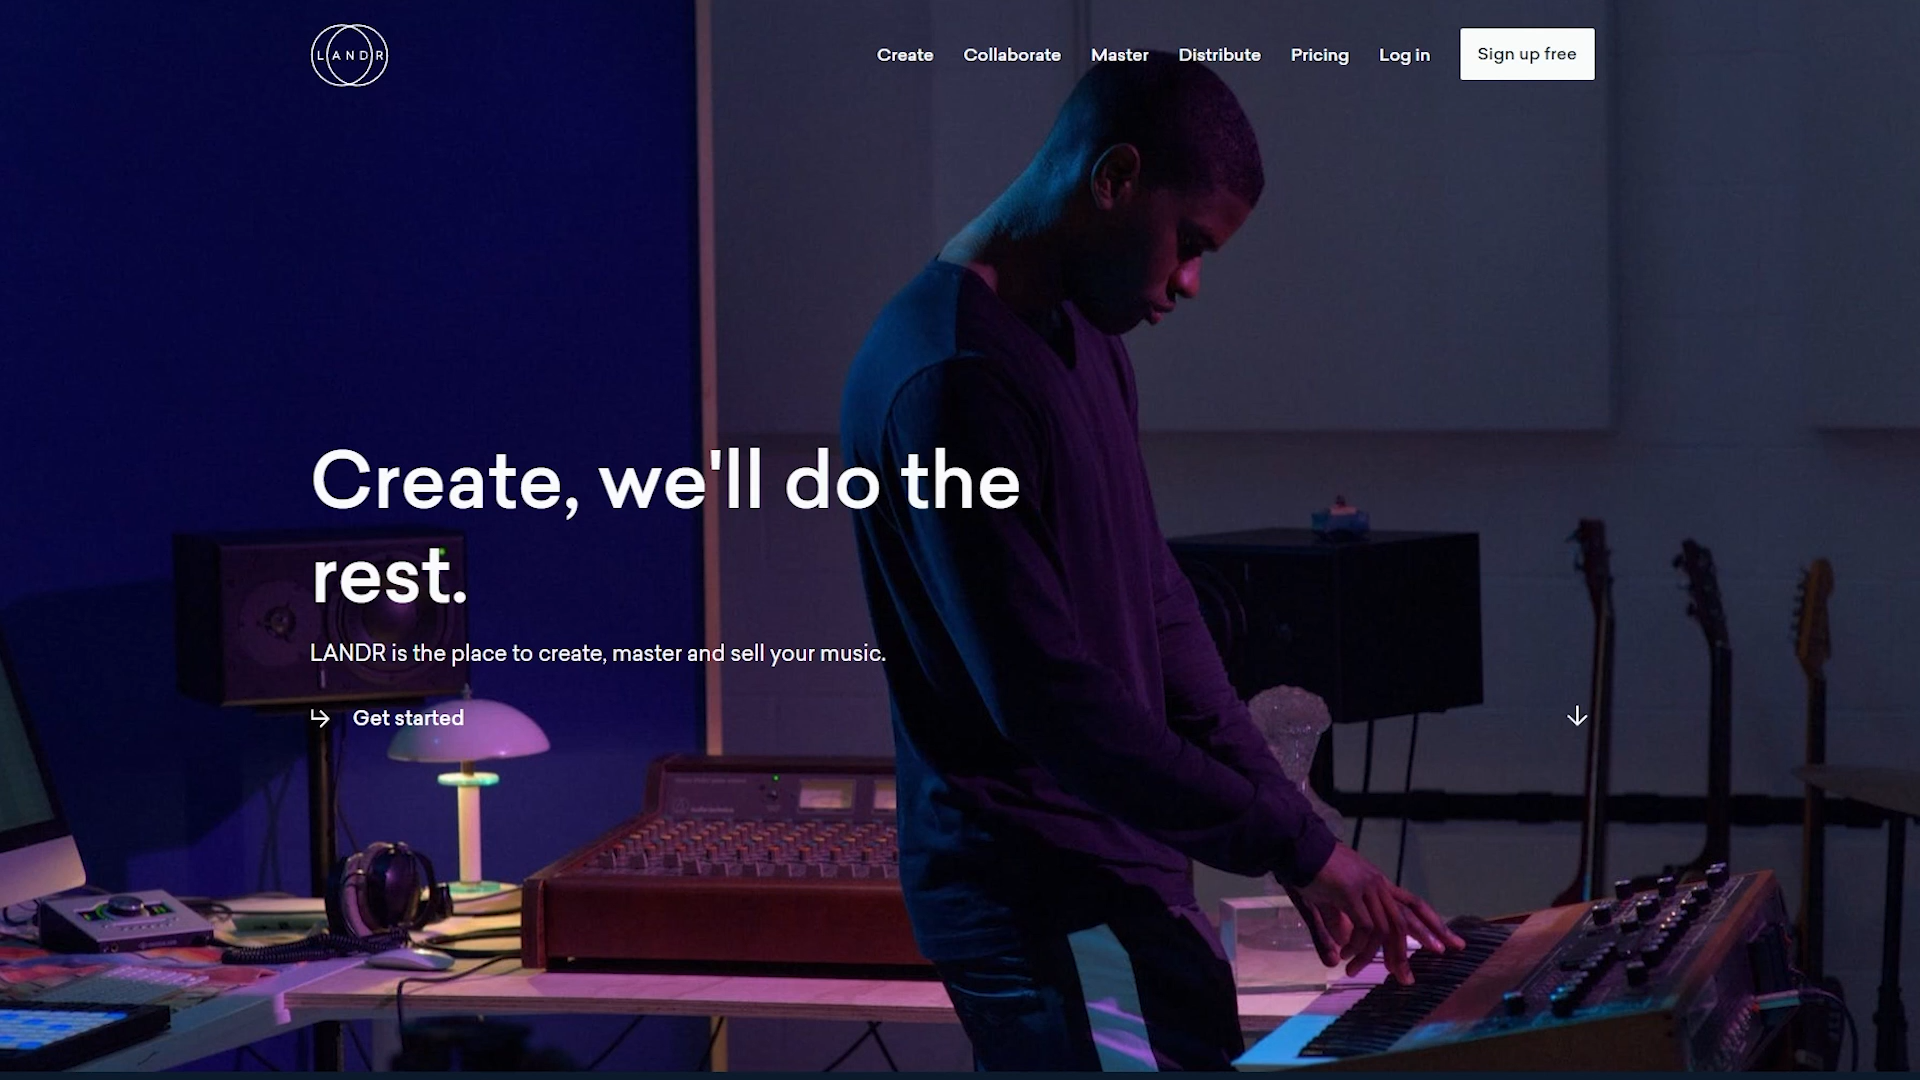 LANDR
Create
Collaborate
Master
Distribute
Pricing
Log in
Sign up free
Create, we'll do the
rest.
LANDR is the place to create, master and sell your music.
Get started